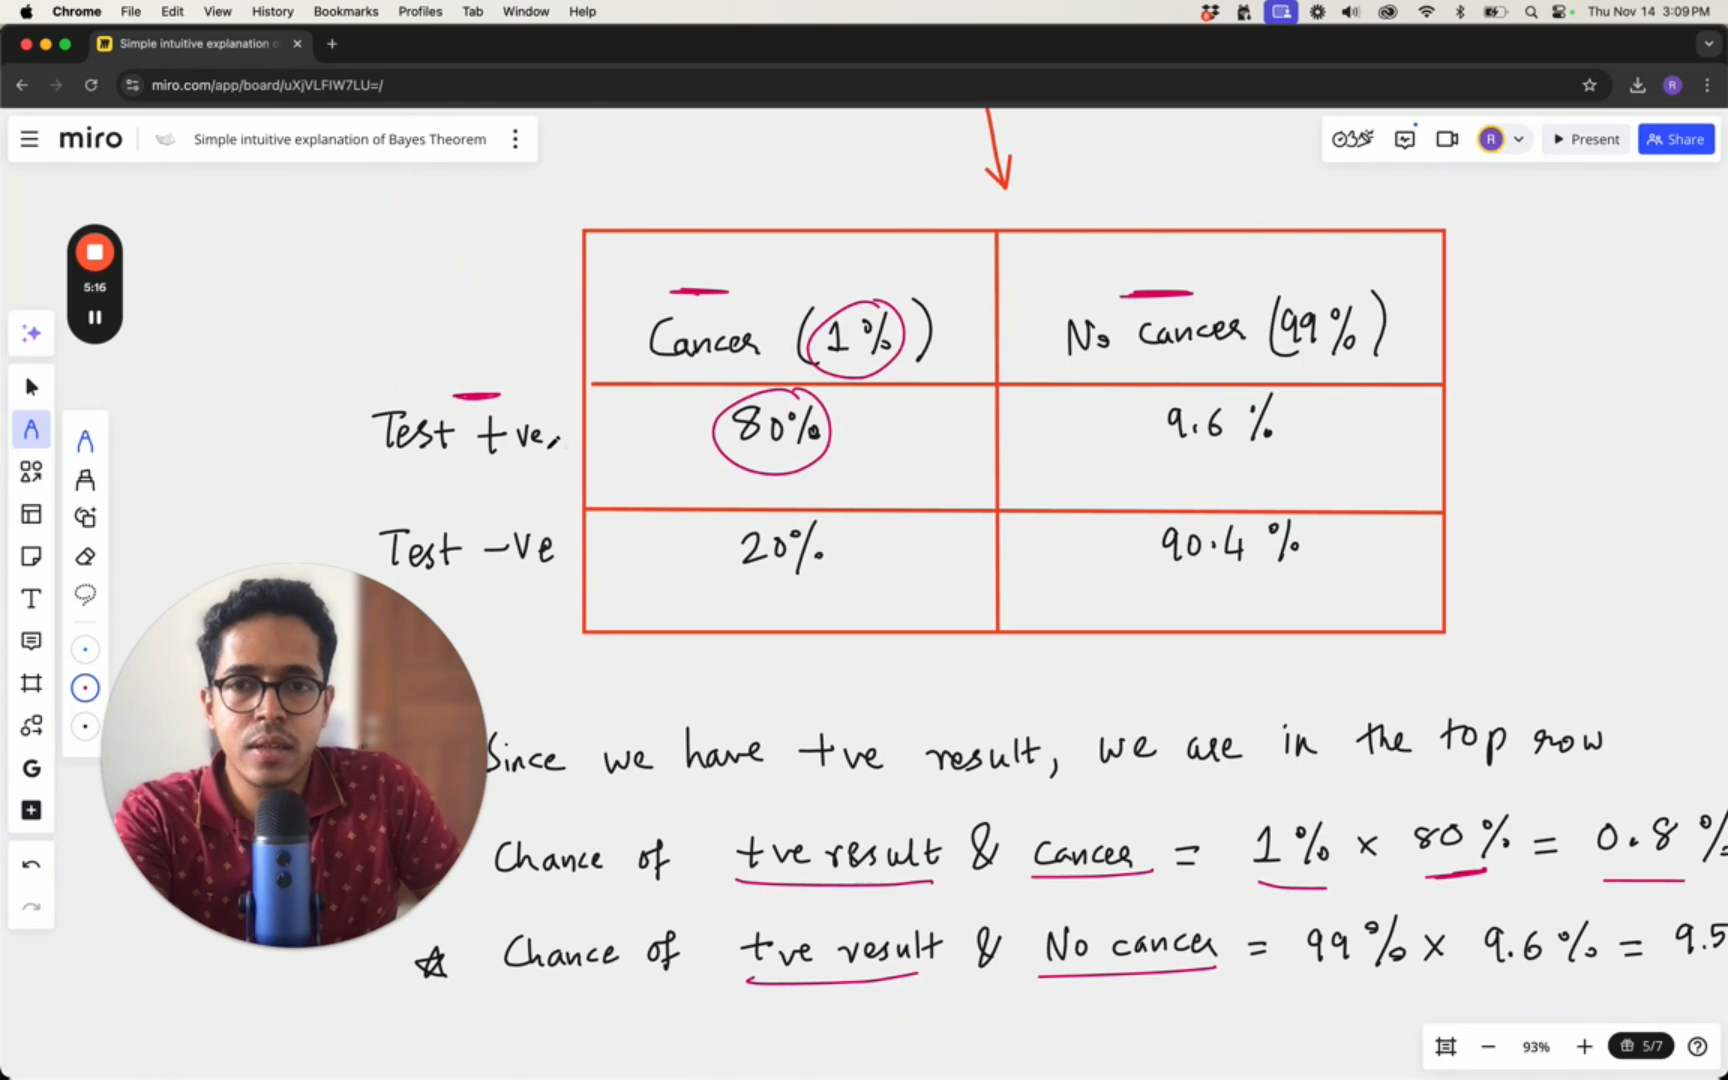 Chrome File Edit View History Bookmarks Profiles Tab Window Help Thu Nov 14 3:09 PM
Simple intuitive explanation o
miro.com/app/board/uXjVLFIW7LU=/ R
miro Simple intuitive explanation of Bayes Theorem R Present Share
5:16
Cancer (1%) No cancer (99%)
Test +ve 80% 9.6 %
Test -ve 20% 90.4 %
Since we have +ve result, we are in the top row
Chance of +ve result & cancer = 1% × 80% = 0.8 %
Chance of +ve result & No cancer = 99% × 9.6% = 9.5
T
G
93% 5/7